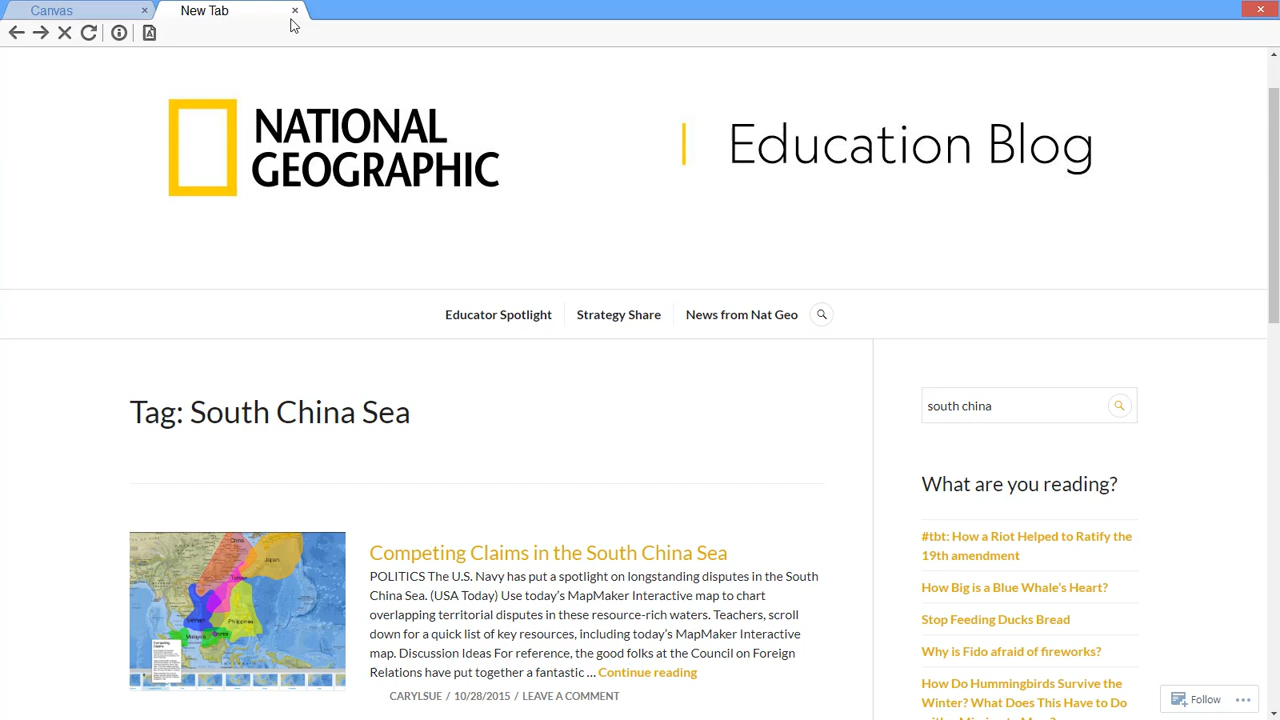 Canvas
New Tab
NATIONAL
GEOGRAPHIC
Education Blog
Educator Spotlight
Strategy Share
News from Nat Geo
Tag: South China Sea
south china
What are you reading?
#tbt: How a Riot Helped to Ratify the
19th amendment
How Big is a Blue Whale's Heart?
Stop Feeding Ducks Bread
Why is Fido afraid of fireworks?
How Do Hummingbirds Survive the
Winter? What Does This Have to Do
Competing Claims in the South China Sea
POLITICS The U.S. Navy has put a spotlight on longstanding disputes in the South
China Sea. (USA Today) Use today's MapMaker Interactive map to chart
overlapping territorial disputes in these resource-rich waters. Teachers, scroll
down for a quick list of key resources, including today's MapMaker Interactive
map. Discussion Ideas For reference, the good folks at the Council on Foreign
Relations have put together a fantastic ... Continue reading
CARYLSUE / 10/28/2015 / LEAVE A COMMENT
China
Japan
Philippines
Follow